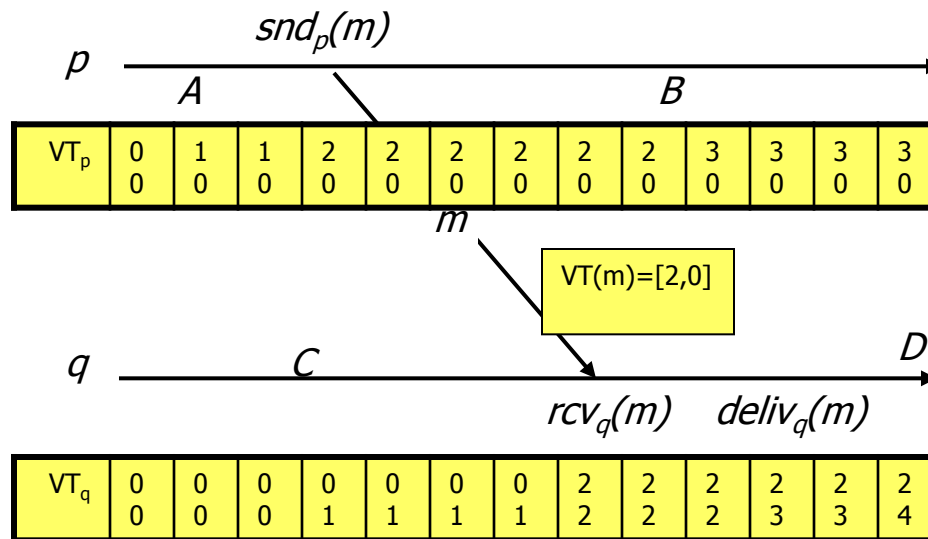 snd_p(m)
p
A B
VT_p 0 1 1 2 2 2 2 2 2 3 3 3 3
0 0 0 0 0 0 0 0 0 0 0 0 0
m
VT(m)=[2,0]
D
q C
rcv_q(m) deliv_q(m)
VT_q 0 0 0 0 0 0 0 2 2 2 2 2 2
0 0 0 1 1 1 1 2 2 2 3 3 4